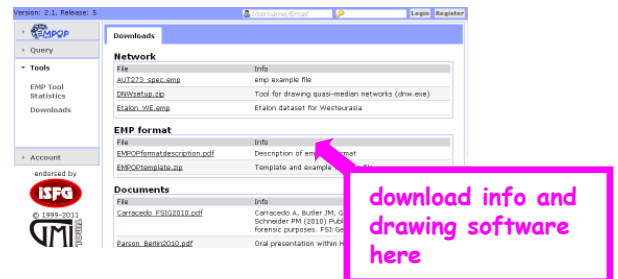 Version: 2.1, Release: 5
Username/Email
Login Register
EMPOP
Query
Tools
EMP Tool
Statistics
Downloads
Account
endorsed by
ISFG
© 1999-2011
GMI
Downloads
Network
File Info
AUT273_spec.emp emp example file
DNWsetup.zip Tool for drawing quasi-median networks (dnw.exe)
Etalon_WE.emp Etalon dataset for Westeurasia
EMP format
File Info
EMPOPformatdescription.pdf Description of em rmat
EMPOPtemplate.zip Template and example file
Documents
File Info
Carracedo_FSIG2010.pdf Carracedo A, Butler JM, G
Schneider PM (2010) Publ
forensic purposes. FSI: Ge
Parson_Berlin2010.pdf Oral presentation within H
download info and
drawing software
here